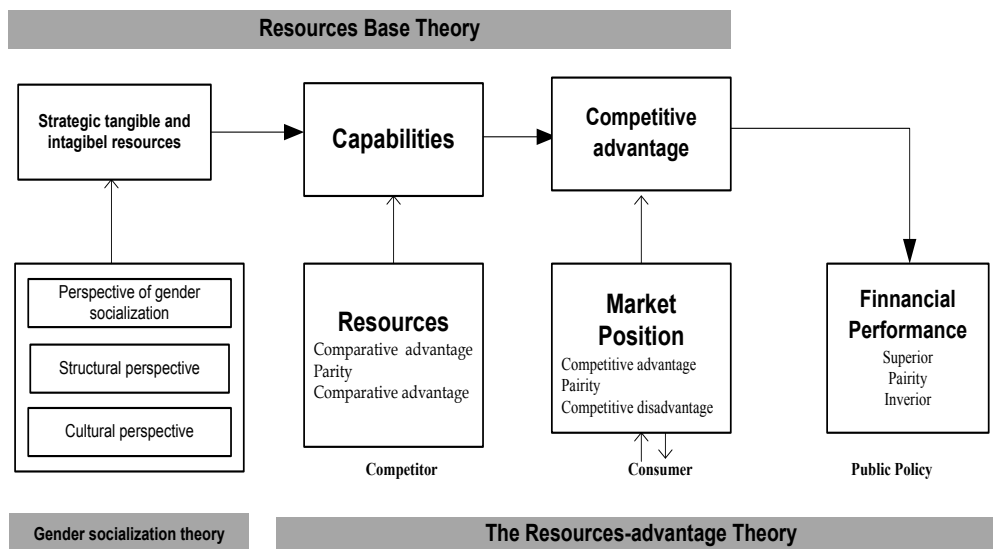 Resources Base Theory
Strategic tangible and
intagibel resources
Capabilities
Competitive
advantage
Perspective of gender
socialization
Structural perspective
Cultural perspective
Resources
Comparative advantage
Parity
Comparative advantage
Market
Position
Competitive advantage
Pairity
Competitive disadvantage
Finnancial
Performance
Superior
Pairity
Inverior
Competitor
Consumer
Public Policy
Gender socialization theory
The Resources-advantage Theory